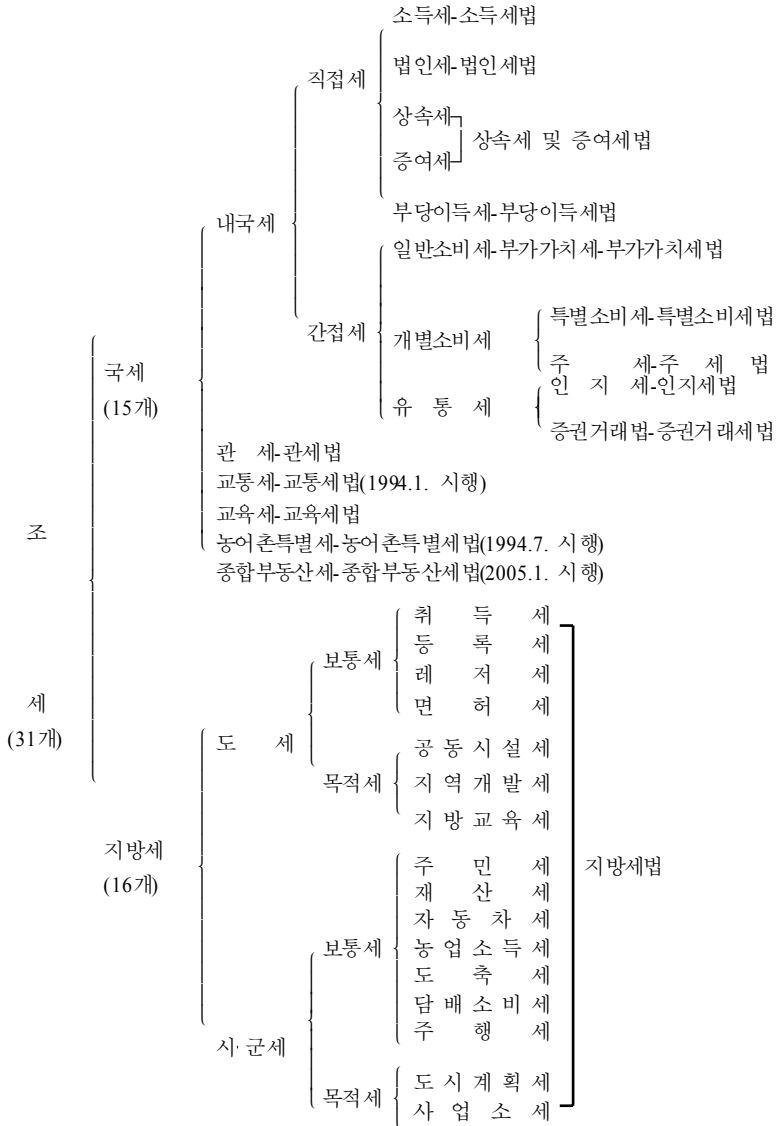 소득세-소득세법
법인세-법인세법
직접세
상속세
상속세 및 증여세법
증여세
부당이득세-부당이득세법
내국세
일반소비세-부가가치세-부가가치세법
특별소비세-특별소비세법
간접세
개별소비세
주 세-주 세 법
국세
인 지 세-인지세법
(15개)
유 통 세
증권거래법-증권거래세법
관 세-관세법
교통세-교통세법(1994.1. 시행)
교육세-교육세법
조
농어촌특별세-농어촌특별세법(1994.7. 시행)
종합부동산세-종합부동산세법(2005.1. 시행)
취 득 세
등 록 세
보통세
레 저 세
세
면 허 세
(31개)
도 세
공 동 시 설 세
목적세
지 역 개 발 세
지 방 교 육 세
지방세
주 민 세
지방세법
(16개)
재 산 세
자 동 차 세
보통세
농 업 소 득 세
도 축 세
담 배 소 비 세
주 행 세
시·군세
도 시 계 획 세
목적세
사 업 소 세